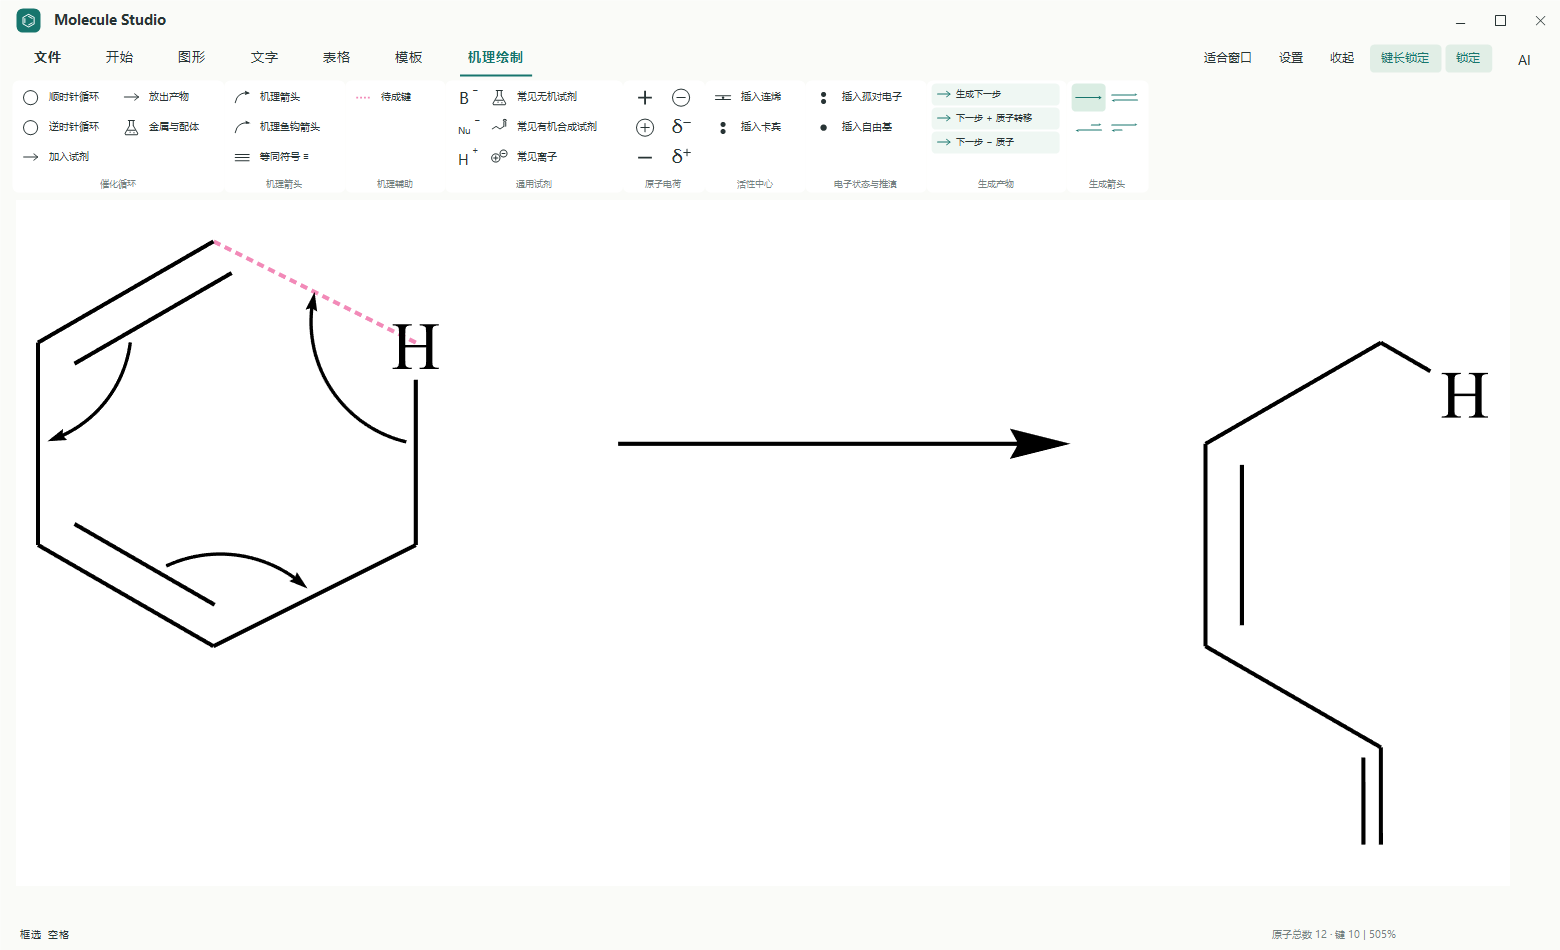 Molecule Studio
文件 开始 图形 文字 表格 模板 机理绘制 适合窗口 设置 收起 键长锁定 锁定 AI
顺时针循环 放出产物 机理箭头 待成键 B⁻ 常见无机试剂 + ⊖ 插入连烯 插入孤对电子 生成下一步
逆时针循环 金属与配体 机理鱼钩箭头 Nu⁻ 常见有机合成试剂 ⊕ δ⁻ 插入卡宾 插入自由基 下一步 + 质子转移
加入试剂 等同符号 ≡ H⁺ 常见离子 − δ⁺ 下一步 − 质子
催化循环 机理箭头 机理辅助 通用试剂 原子电荷 活性中心 电子状态与推演 生成产物 生成箭头
H
H
框选 空格 原子总数 12 · 键 10 | 505%